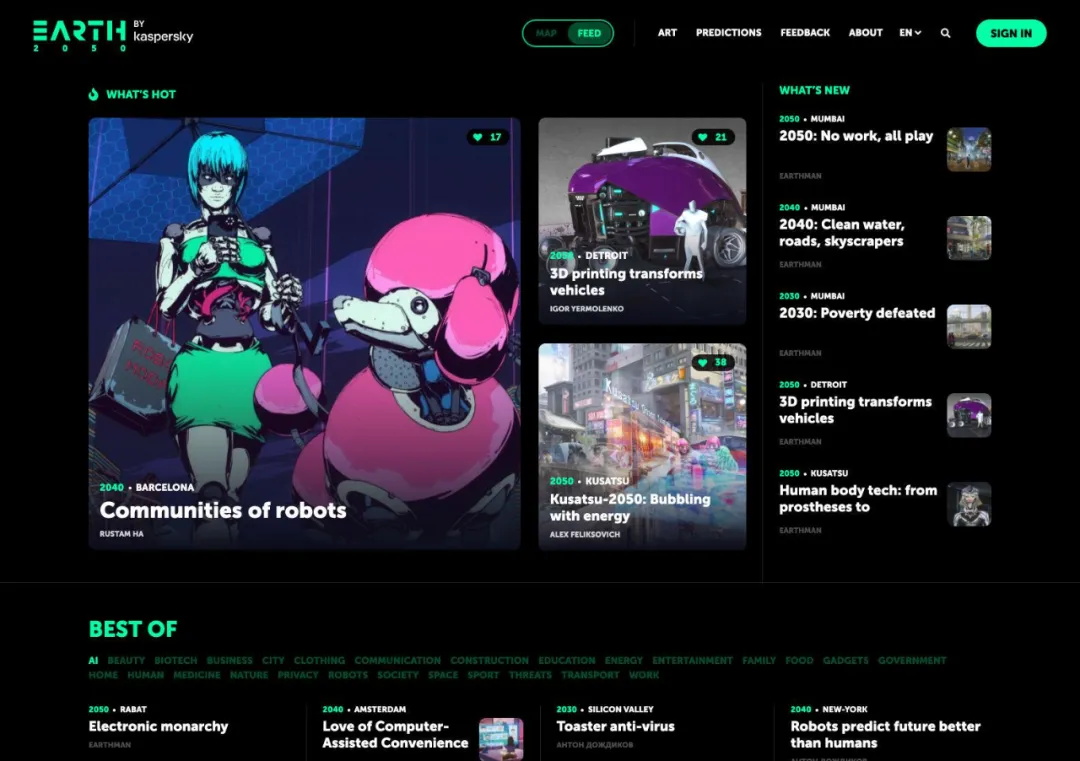 EARTH BY
kaspersky
2 0 5 0
MAP FEED
ART PREDICTIONS FEEDBACK ABOUT EN
SIGN IN
WHAT'S HOT
17
2040 • BARCELONA
Communities of robots
RUSTAM HA
21
2050 • DETROIT
3D printing transforms
vehicles
IGOR YERMOLENKO
38
2050 • KUSATSU
Kusatsu-2050: Bubbling
with energy
ALEX FELIKSOVICH
WHAT'S NEW
2050 • MUMBAI
2050: No work, all play
EARTHMAN
2040 • MUMBAI
2040: Clean water,
roads, skyscrapers
EARTHMAN
2030 • MUMBAI
2030: Poverty defeated
EARTHMAN
2050 • DETROIT
3D printing transforms
vehicles
EARTHMAN
2050 • KUSATSU
Human body tech: from
prostheses to
EARTHMAN
BEST OF
AI BEAUTY BIOTECH BUSINESS CITY CLOTHING COMMUNICATION CONSTRUCTION EDUCATION ENERGY ENTERTAINMENT FAMILY FOOD GADGETS GOVERNMENT
HOME HUMAN MEDICINE NATURE PRIVACY ROBOTS SOCIETY SPACE SPORT THREATS TRANSPORT WORK
2050 • RABAT
Electronic monarchy
EARTHMAN
2040 • AMSTERDAM
Love of Computer-
Assisted Convenience
2030 • SILICON VALLEY
Toaster anti-virus
АНТОН ДОЖДИКОВ
2040 • NEW-YORK
Robots predict future better
than humans